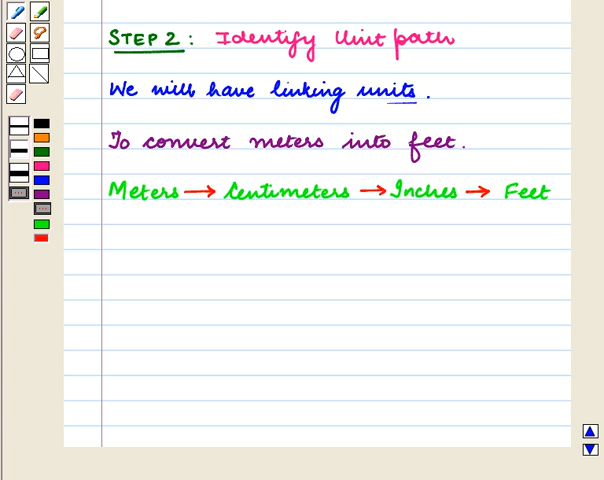 STEP 2 : Identify Unit path
We will have linking units.
To convert meters into feet.
Meters → Centimeters → Inches → Feet